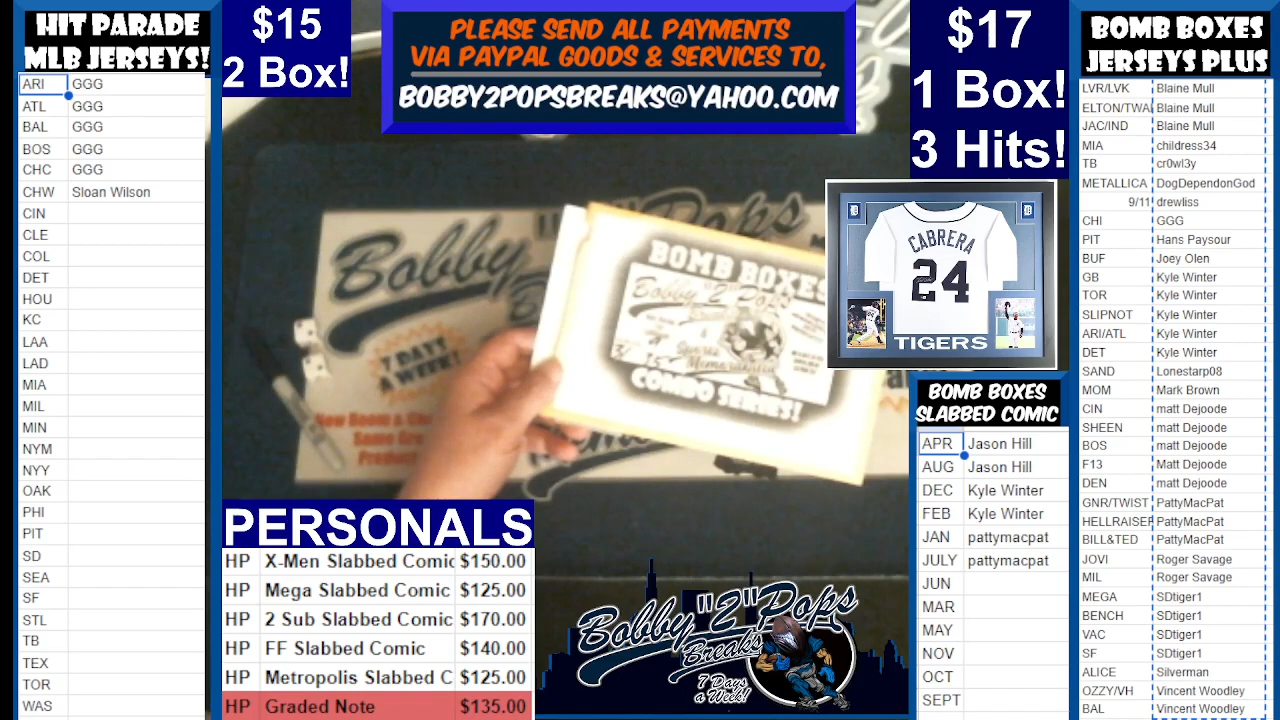 HIT PARADE
MLB JERSEYS!
ARI GGG
ATL GGG
BAL GGG
BOS GGG
CHC GGG
CHW Sloan Wilson
CIN
CLE
COL
DET
HOU
KC
LAA
LAD
MIA
MIL
MIN
NYM
NYY
OAK
PHI
PIT
SD
SEA
SF
STL
TB
TEX
TOR
WAS
$15
2 Box!
PLEASE SEND ALL PAYMENTS
VIA PAYPAL GOODS & SERVICES TO,
BOBBY2POPSBREAKS@YAHOO.COM
$17
1 Box!
3 Hits!
Bobby "2" Pops
7 DAYS
A WEEK!
BOMB BOXES
Bobby "2" Pops
COMBO SERIES!
CABRERA
24
TIGERS
PERSONALS
HP X-Men Slabbed Comic $150.00
HP Mega Slabbed Comic $125.00
HP 2 Sub Slabbed Comic $170.00
HP FF Slabbed Comic $140.00
HP Metropolis Slabbed C $125.00
HP Graded Note $135.00
Bobby "2" Pops
Breaks
7 Days
a Week!
BOMB BOXES
SLABBED COMIC
APR Jason Hill
AUG Jason Hill
DEC Kyle Winter
FEB Kyle Winter
JAN pattymacpat
JULY pattymacpat
JUN
MAR
MAY
NOV
OCT
SEPT
BOMB BOXES
JERSEYS PLUS
LVR/LVK Blaine Mull
ELTON/TWA Blaine Mull
JAC/IND Blaine Mull
MIA childress34
TB cr0wl3y
METALLICA DogDependonGod
9/11 drewliss
CHI GGG
PIT Hans Paysour
BUF Joey Olen
GB Kyle Winter
TOR Kyle Winter
SLIPNOT Kyle Winter
ARI/ATL Kyle Winter
DET Kyle Winter
SAND Lonestarp08
MOM Mark Brown
CIN matt Dejoode
SHEEN matt Dejoode
BOS matt Dejoode
F13 matt Dejoode
DEN matt Dejoode
GNR/TWIST PattyMacPat
HELLRAISER PattyMacPat
BILL&TED PattyMacPat
JOVI Roger Savage
MIL Roger Savage
MEGA SDtiger1
BENCH SDtiger1
VAC SDtiger1
SF SDtiger1
ALICE Silverman
OZZY/VH Vincent Woodley
BAL Vincent Woodley